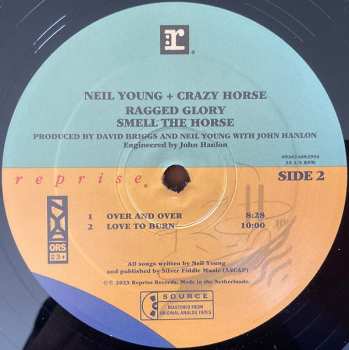 r
NEIL YOUNG + CRAZY HORSE
RAGGED GLORY
SMELL THE HORSE
PRODUCED BY DAVID BRIGGS AND NEIL YOUNG WITH JOHN HANLON
Engineered by John Hanlon
33 1/3 RPM
reprise
SIDE 2
ORS
1 OVER AND OVER 8:28
2 LOVE TO BURN 10:00
All songs written by Neil Young
and published by Silver Fiddle Music (ASCAP)
2023 Reprise Records. Made in the Netherlands.
SOURCE
MASTERED FROM
ORIGINAL ANALOG TAPES